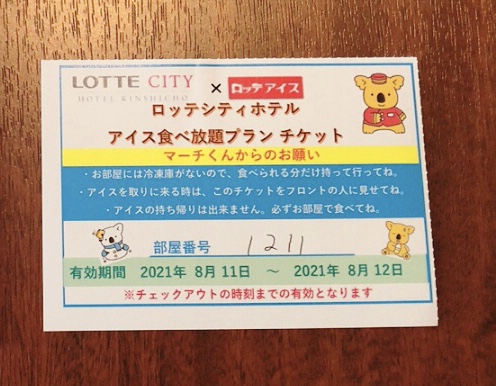 LOTTE CITY × ロッテアイス
HOTEL KINSHICHO
ロッテシティホテル
アイス食べ放題プラン チケット
マーチくんからのお願い
・お部屋には冷凍庫がないので、食べられる分だけ持って行ってね。
・アイスを取りに来る時は、このチケットをフロントの人に見せてね。
・アイスの持ち帰りは出来ません。必ずお部屋で食べてね。
部屋番号 1211
有効期間 2021年 8月11日 ～ 2021年 8月12日
※チェックアウトの時刻までの有効となります